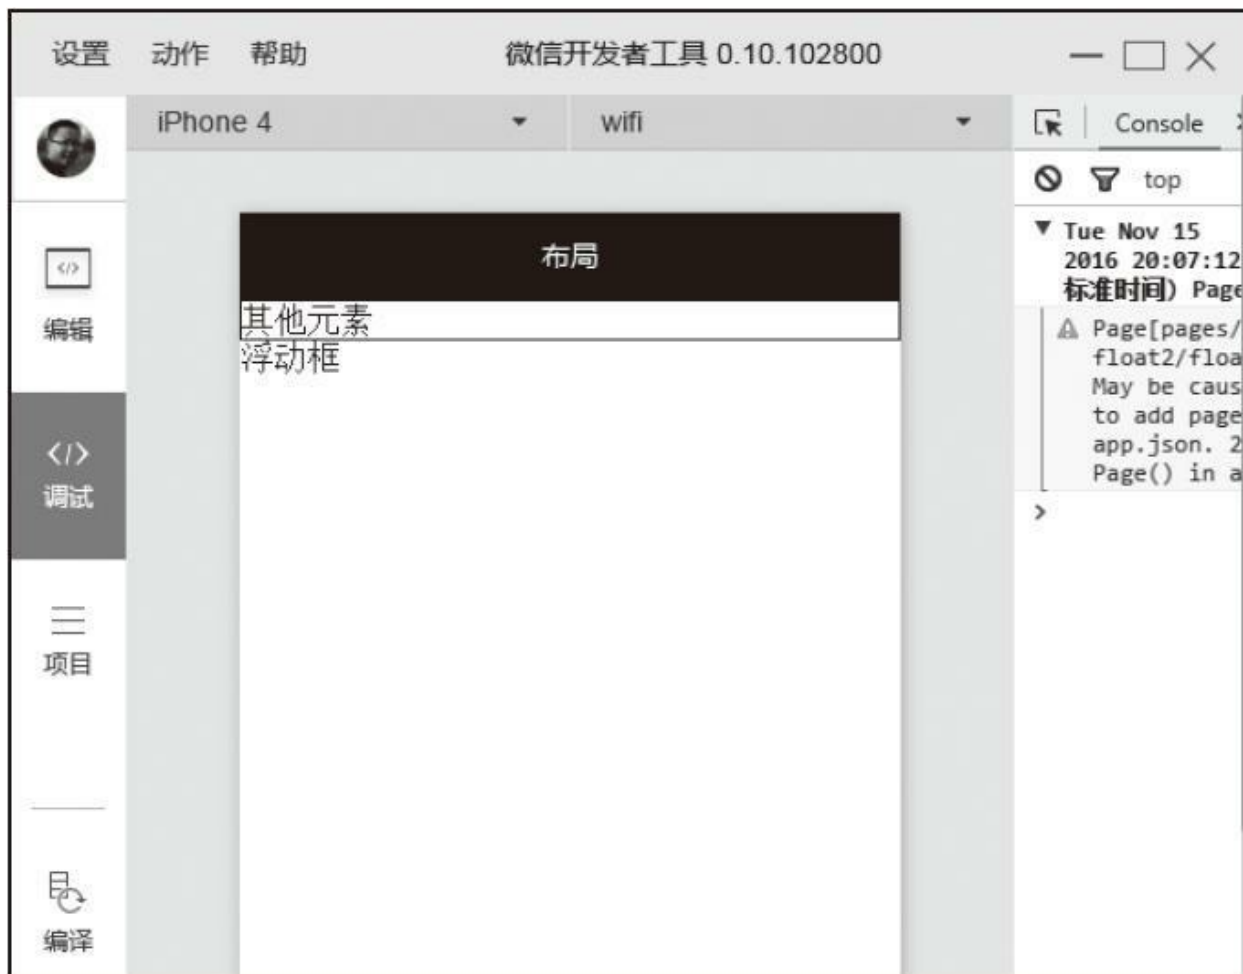 设置 动作 帮助 微信开发者工具 0.10.102800
iPhone 4 wifi Console
top
编辑
调试
项目
编译
布局
其他元素
浮动框
Tue Nov 15
2016 20:07:12
标准时间) Page
Page[pages/
float2/floa
May be caus
to add page
app.json. 2
Page() in a